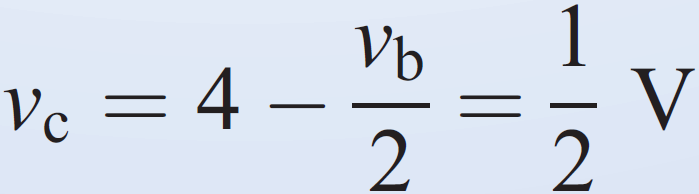 v_c = 4 − v_b/2 = 1/2 V